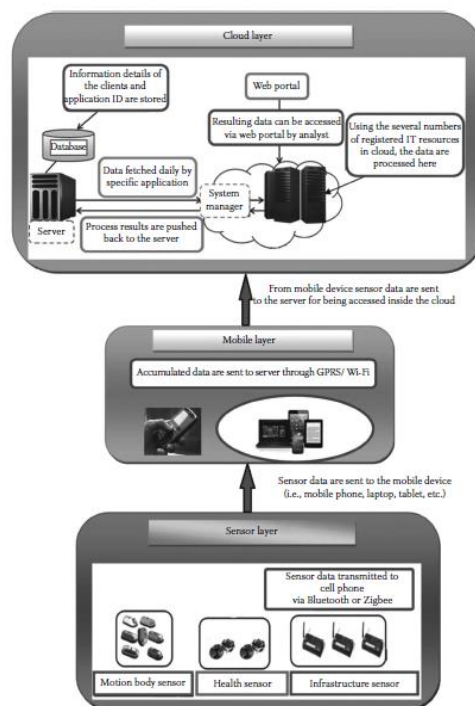 Cloud layer
Information details of
the clients and
application ID are stored
Web portal
Resulting data can be accessed
via web portal by analyst
Using the several numbers
of registered IT resources
in cloud, the data are
processed here
Database
Data fetched daily by
specific application
System
manager
Process results are pushed
back to the server
Server
From mobile device sensor data are sent
to the server for being accessed inside the cloud
Mobile layer
Accumulated data are sent to server through GPRS/ Wi-Fi
Sensor data are sent to the mobile device
(i.e., mobile phone, laptop, tablet, etc.)
Sensor layer
Sensor data transmitted to
cell phone
via Bluetooth or Zigbee
Motion body sensor
Health sensor
Infrastructure sensor